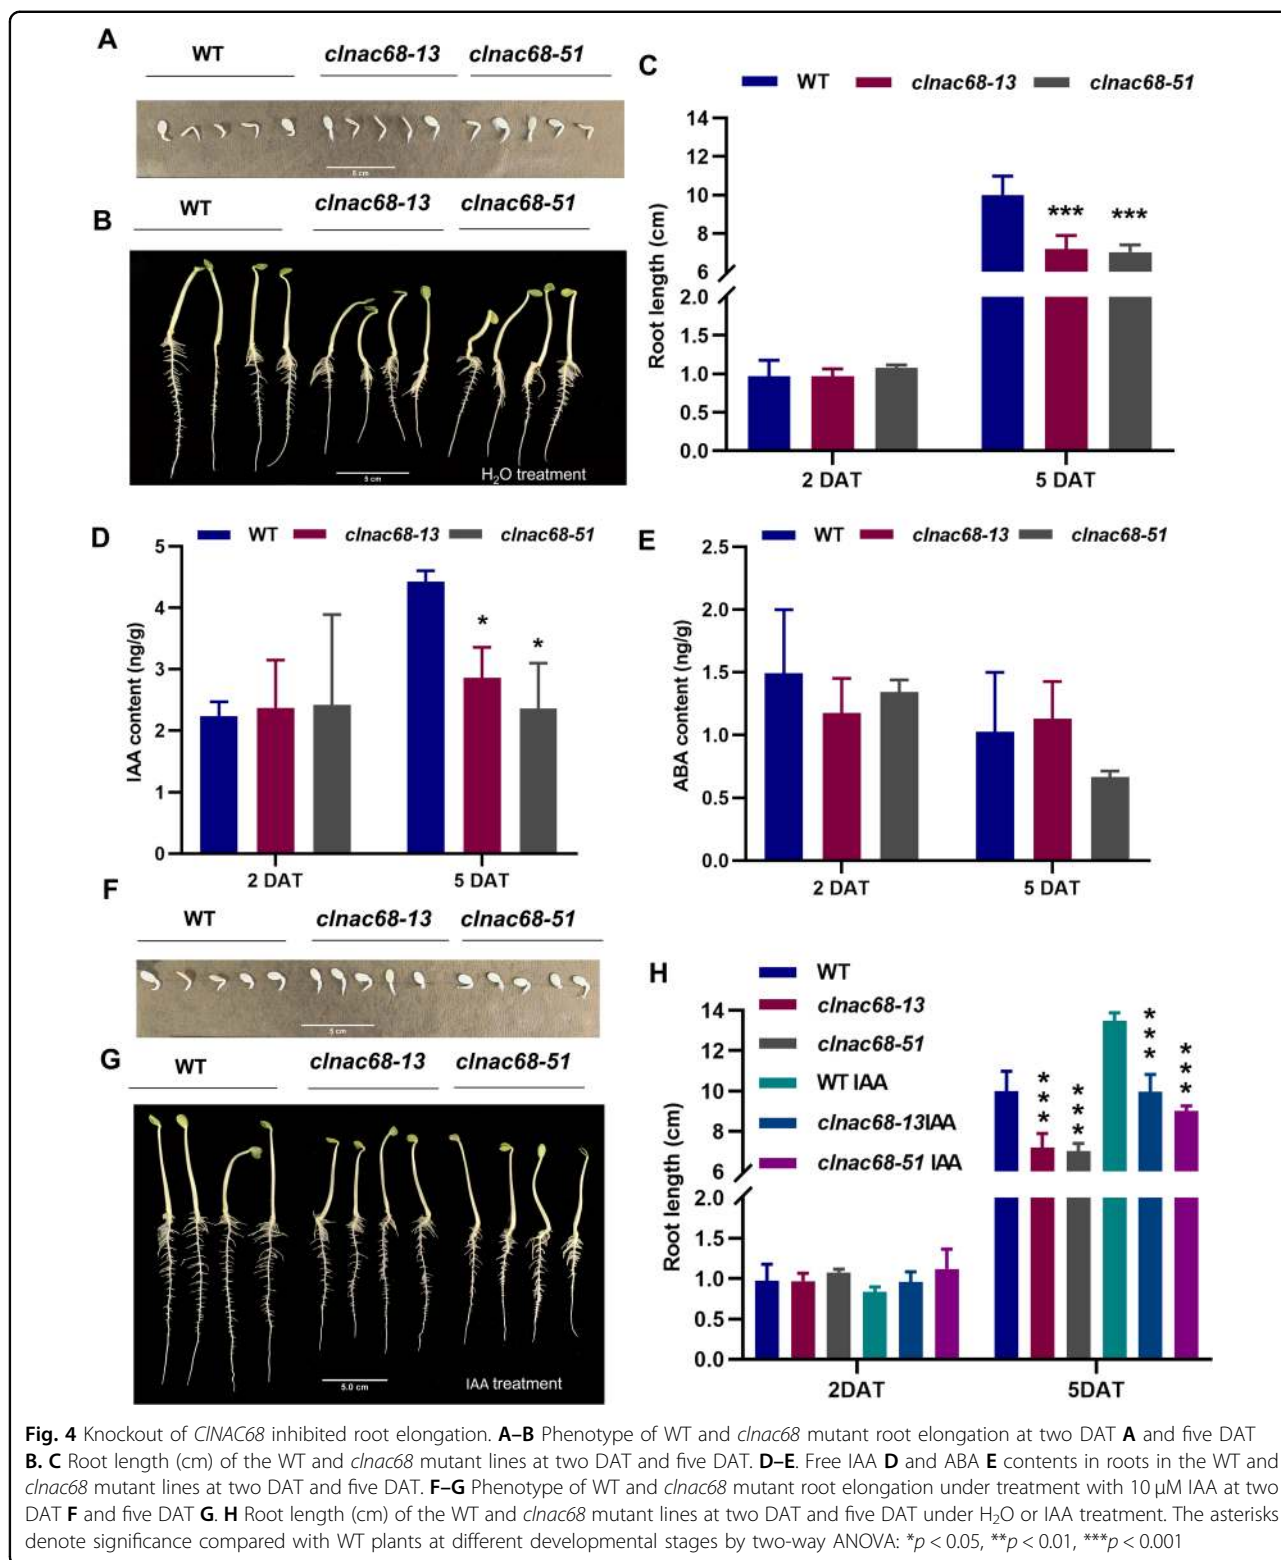 A
WT
clnac68-13
clnac68-51
5 cm
B
WT
clnac68-13
clnac68-51
5 cm
H₂O treatment
C
WT
clnac68-13
clnac68-51
Root length (cm)
14
12
10
8
6
2.0
1.5
1.0
0.5
0.0
***
***
2 DAT
5 DAT
D
WT
clnac68-13
clnac68-51
IAA content (ng/g)
5
4
3
2
1
0
*
*
2 DAT
5 DAT
E
WT
clnac68-13
clnac68-51
ABA content (ng/g)
2.5
2.0
1.5
1.0
0.5
0.0
2 DAT
5 DAT
F
WT
clnac68-13
clnac68-51
5 cm
G
WT
clnac68-13
clnac68-51
5.0 cm
IAA treatment
H
WT
clnac68-13
clnac68-51
WT IAA
clnac68-13IAA
clnac68-51 IAA
Root length (cm)
14
12
10
8
6
2.0
1.5
1.0
0.5
0.0
***
***
***
***
2DAT
5DAT
Fig. 4 Knockout of ClNAC68 inhibited root elongation. A–B Phenotype of WT and clnac68 mutant root elongation at two DAT A and five DAT
B. C Root length (cm) of the WT and clnac68 mutant lines at two DAT and five DAT. D–E. Free IAA D and ABA E contents in roots in the WT and
clnac68 mutant lines at two DAT and five DAT. F–G Phenotype of WT and clnac68 mutant root elongation under treatment with 10 µM IAA at two
DAT F and five DAT G. H Root length (cm) of the WT and clnac68 mutant lines at two DAT and five DAT under H₂O or IAA treatment. The asterisks
denote significance compared with WT plants at different developmental stages by two-way ANOVA: *p < 0.05, **p < 0.01, ***p < 0.001